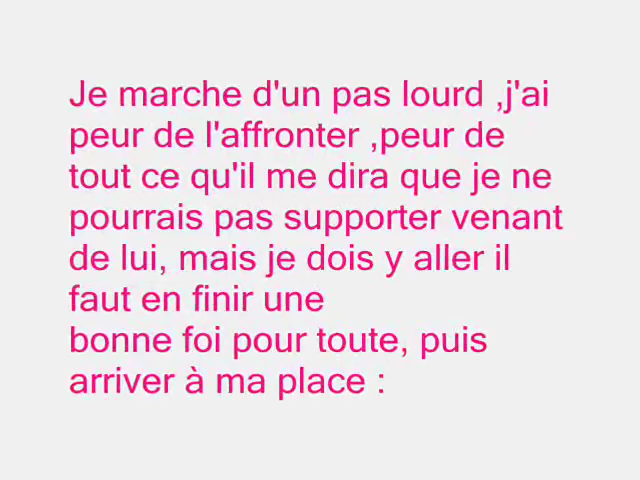 Je marche d'un pas lourd ,j'ai
peur de l'affronter ,peur de
tout ce qu'il me dira que je ne
pourrais pas supporter venant
de lui, mais je dois y aller il
faut en finir une
bonne foi pour toute, puis
arriver à ma place :